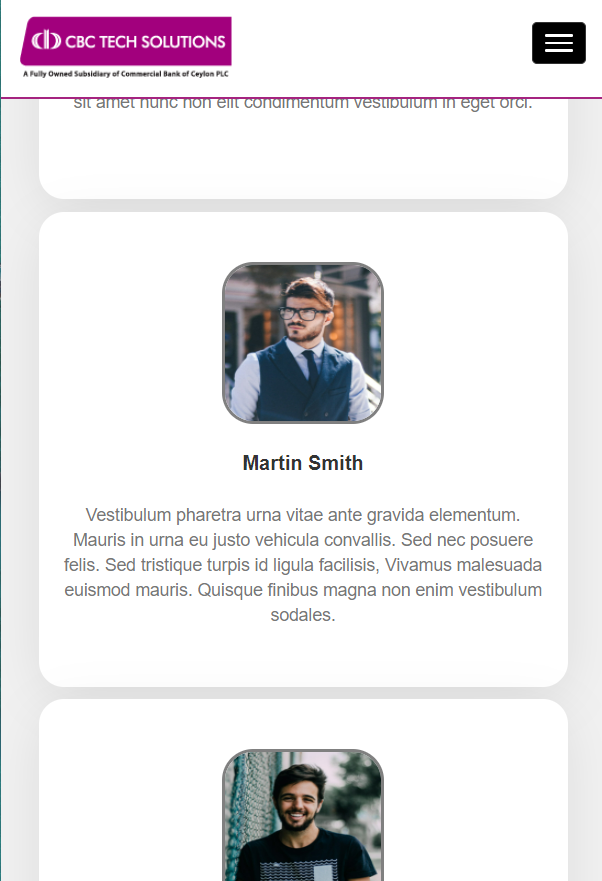 CBC TECH SOLUTIONS
A Fully Owned Subsidiary of Commercial Bank of Ceylon PLC
sit amet nunc non elit condimentum vestibulum in eget orci.
Martin Smith
Vestibulum pharetra urna vitae ante gravida elementum.
Mauris in urna eu justo vehicula convallis. Sed nec posuere
felis. Sed tristique turpis id ligula facilisis, Vivamus malesuada
euismod mauris. Quisque finibus magna non enim vestibulum
sodales.